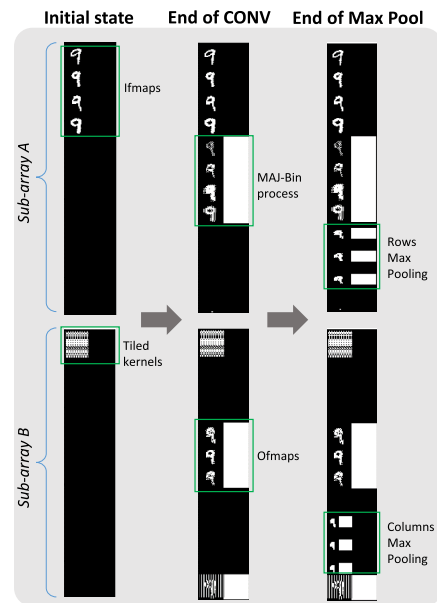 Initial state
End of CONV
End of Max Pool
Sub-array A
Ifmaps
MAJ-Bin
process
Rows
Max
Pooling
Sub-array B
Tiled
kernels
Ofmaps
Columns
Max
Pooling